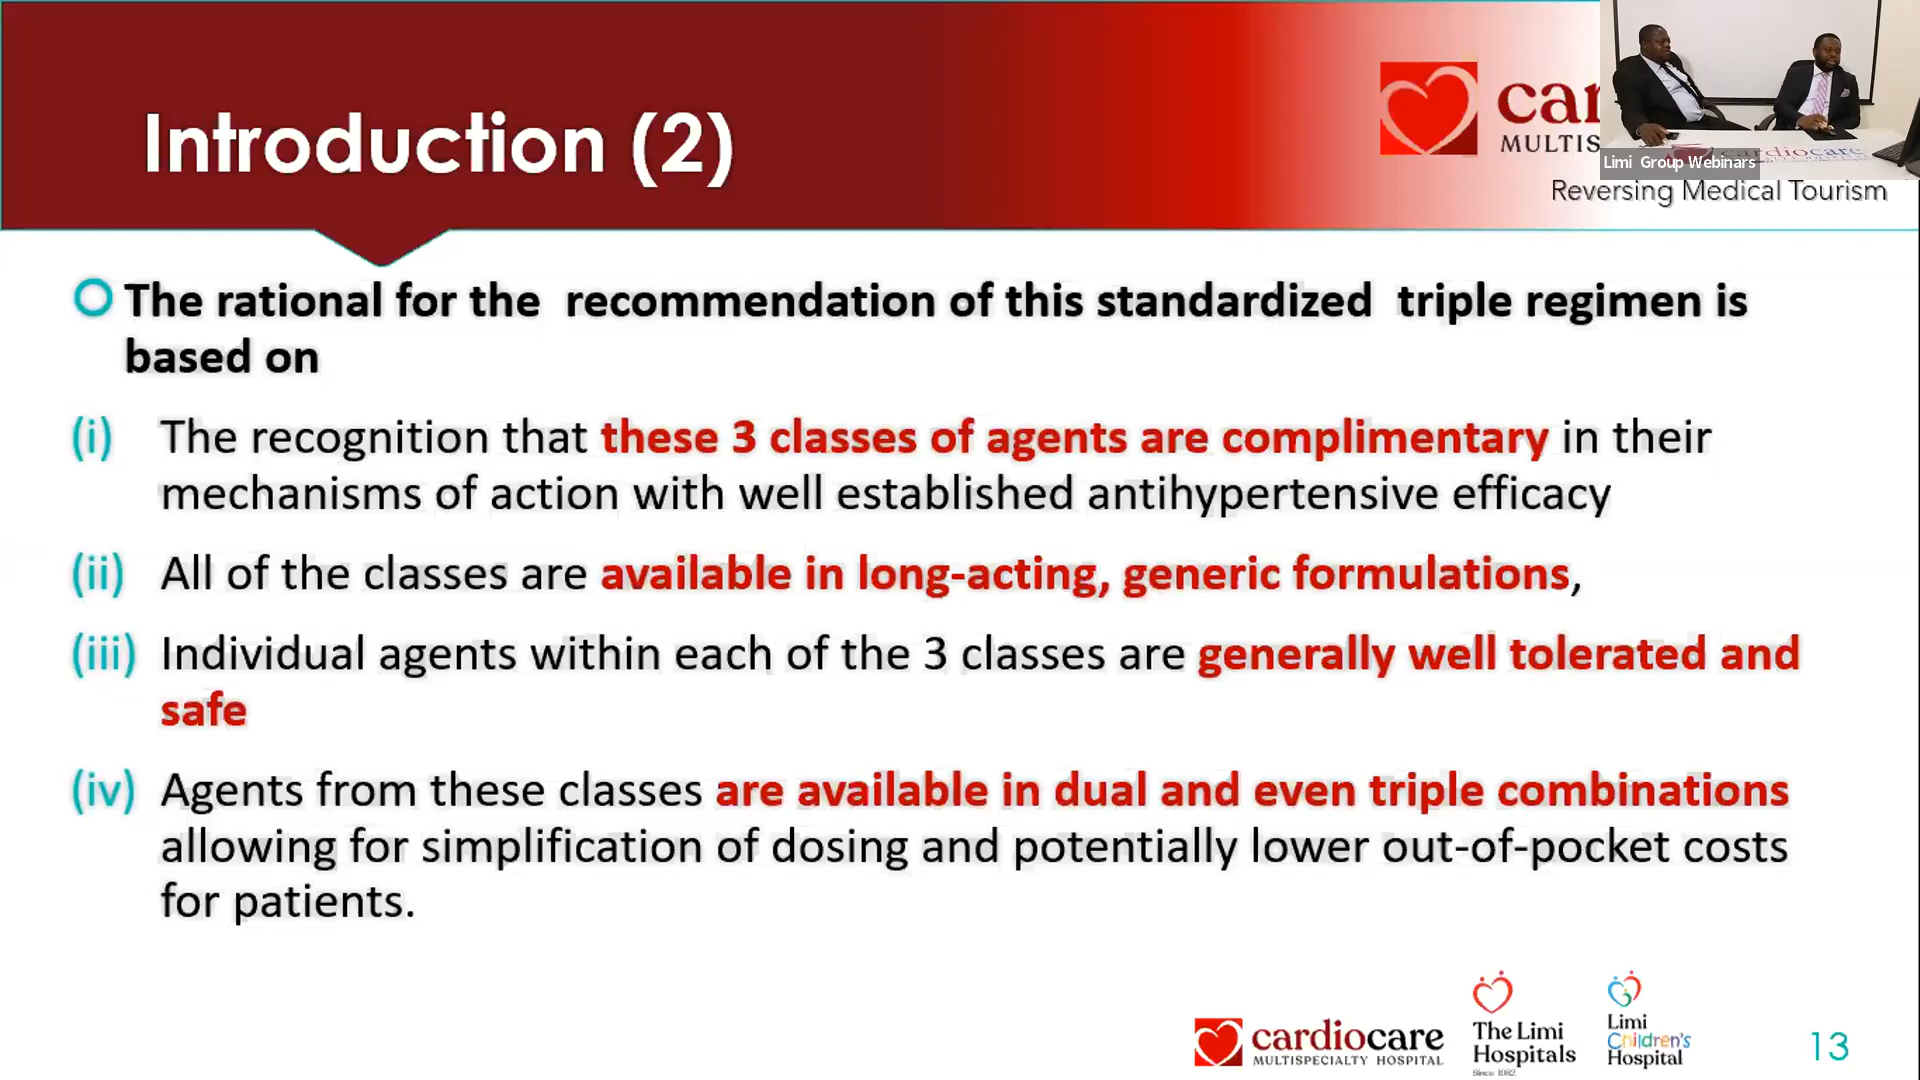 Introduction (2)
car
MULTIS
Limi Group Webinars
cardiocare
Reversing Medical Tourism
The rational for the recommendation of this standardized triple regimen is
based on
(i) The recognition that these 3 classes of agents are complimentary in their
mechanisms of action with well established antihypertensive efficacy
(ii) All of the classes are available in long-acting, generic formulations,
(iii) Individual agents within each of the 3 classes are generally well tolerated and
safe
(iv) Agents from these classes are available in dual and even triple combinations
allowing for simplification of dosing and potentially lower out-of-pocket costs
for patients.
cardiocare
MULTISPECIALTY HOSPITAL
The Limi
Hospitals
Since 1982
Limi
Children's
Hospital
13